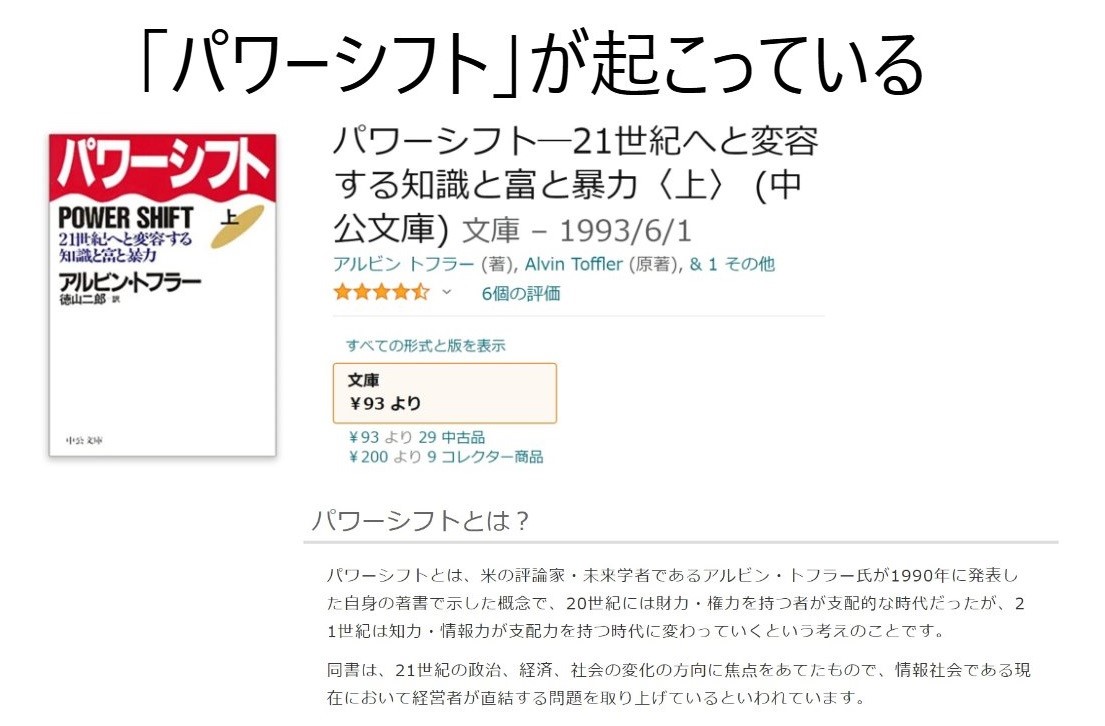 「パワーシフト」が起こっている
パワーシフト
POWER SHIFT
上
21世紀へと変容する
知識と富と暴力
アルビン・トフラー
徳山二郎 訳
中公文庫
パワーシフト―21世紀へと変容
する知識と富と暴力〈上〉 (中
公文庫) 文庫 – 1993/6/1
アルビン トフラー (著), Alvin Toffler (原著), & 1 その他
6個の評価
すべての形式と版を表示
文庫
¥93 より
¥93 より 29 中古品
¥200 より 9 コレクター商品
パワーシフトとは？
パワーシフトとは、米の評論家・未来学者であるアルビン・トフラー氏が1990年に発表し
た自身の著書で示した概念で、20世紀には財力・権力を持つ者が支配的な時代だったが、2
1世紀は知力・情報力が支配力を持つ時代に変わっていくという考えのことです。
同書は、21世紀の政治、経済、社会の変化の方向に焦点をあてたもので、情報社会である現
在において経営者が直結する問題を取り上げているといわれています。